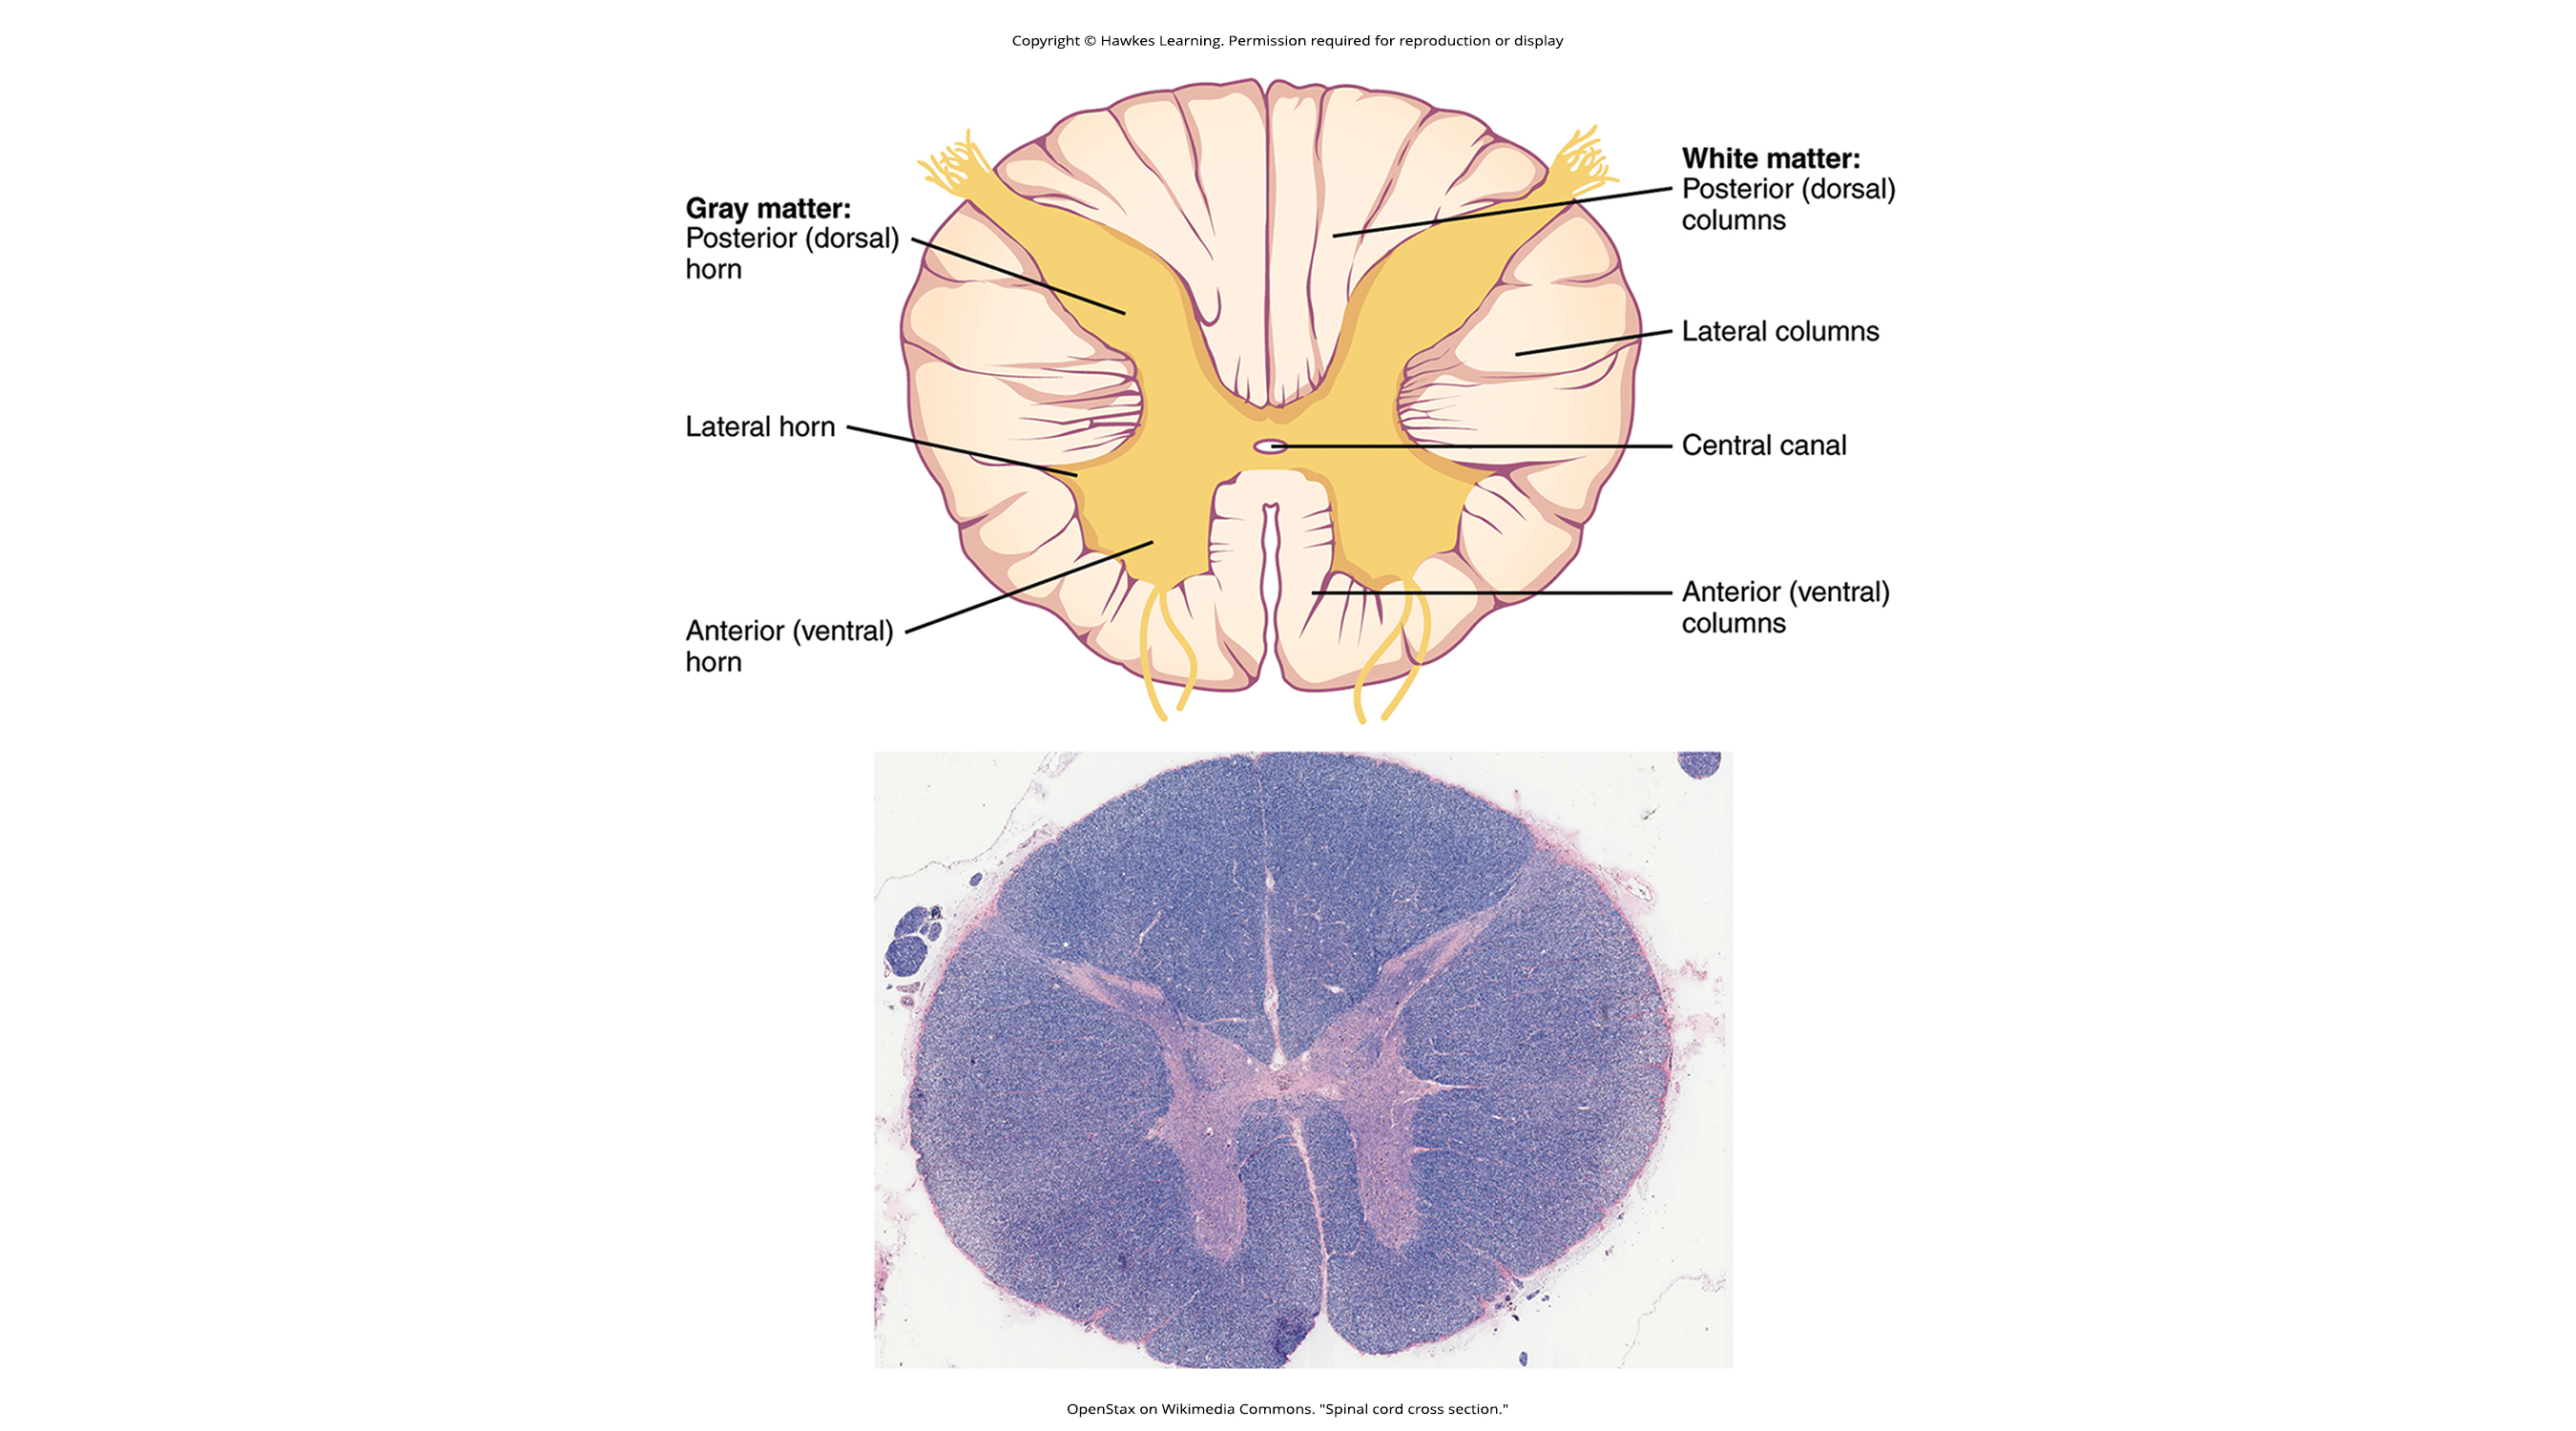 Copyright © Hawkes Learning. Permission required for reproduction or display
Gray matter:
Posterior (dorsal)
horn
Lateral horn
Anterior (ventral)
horn
White matter:
Posterior (dorsal)
columns
Lateral columns
Central canal
Anterior (ventral)
columns
OpenStax on Wikimedia Commons. "Spinal cord cross section."